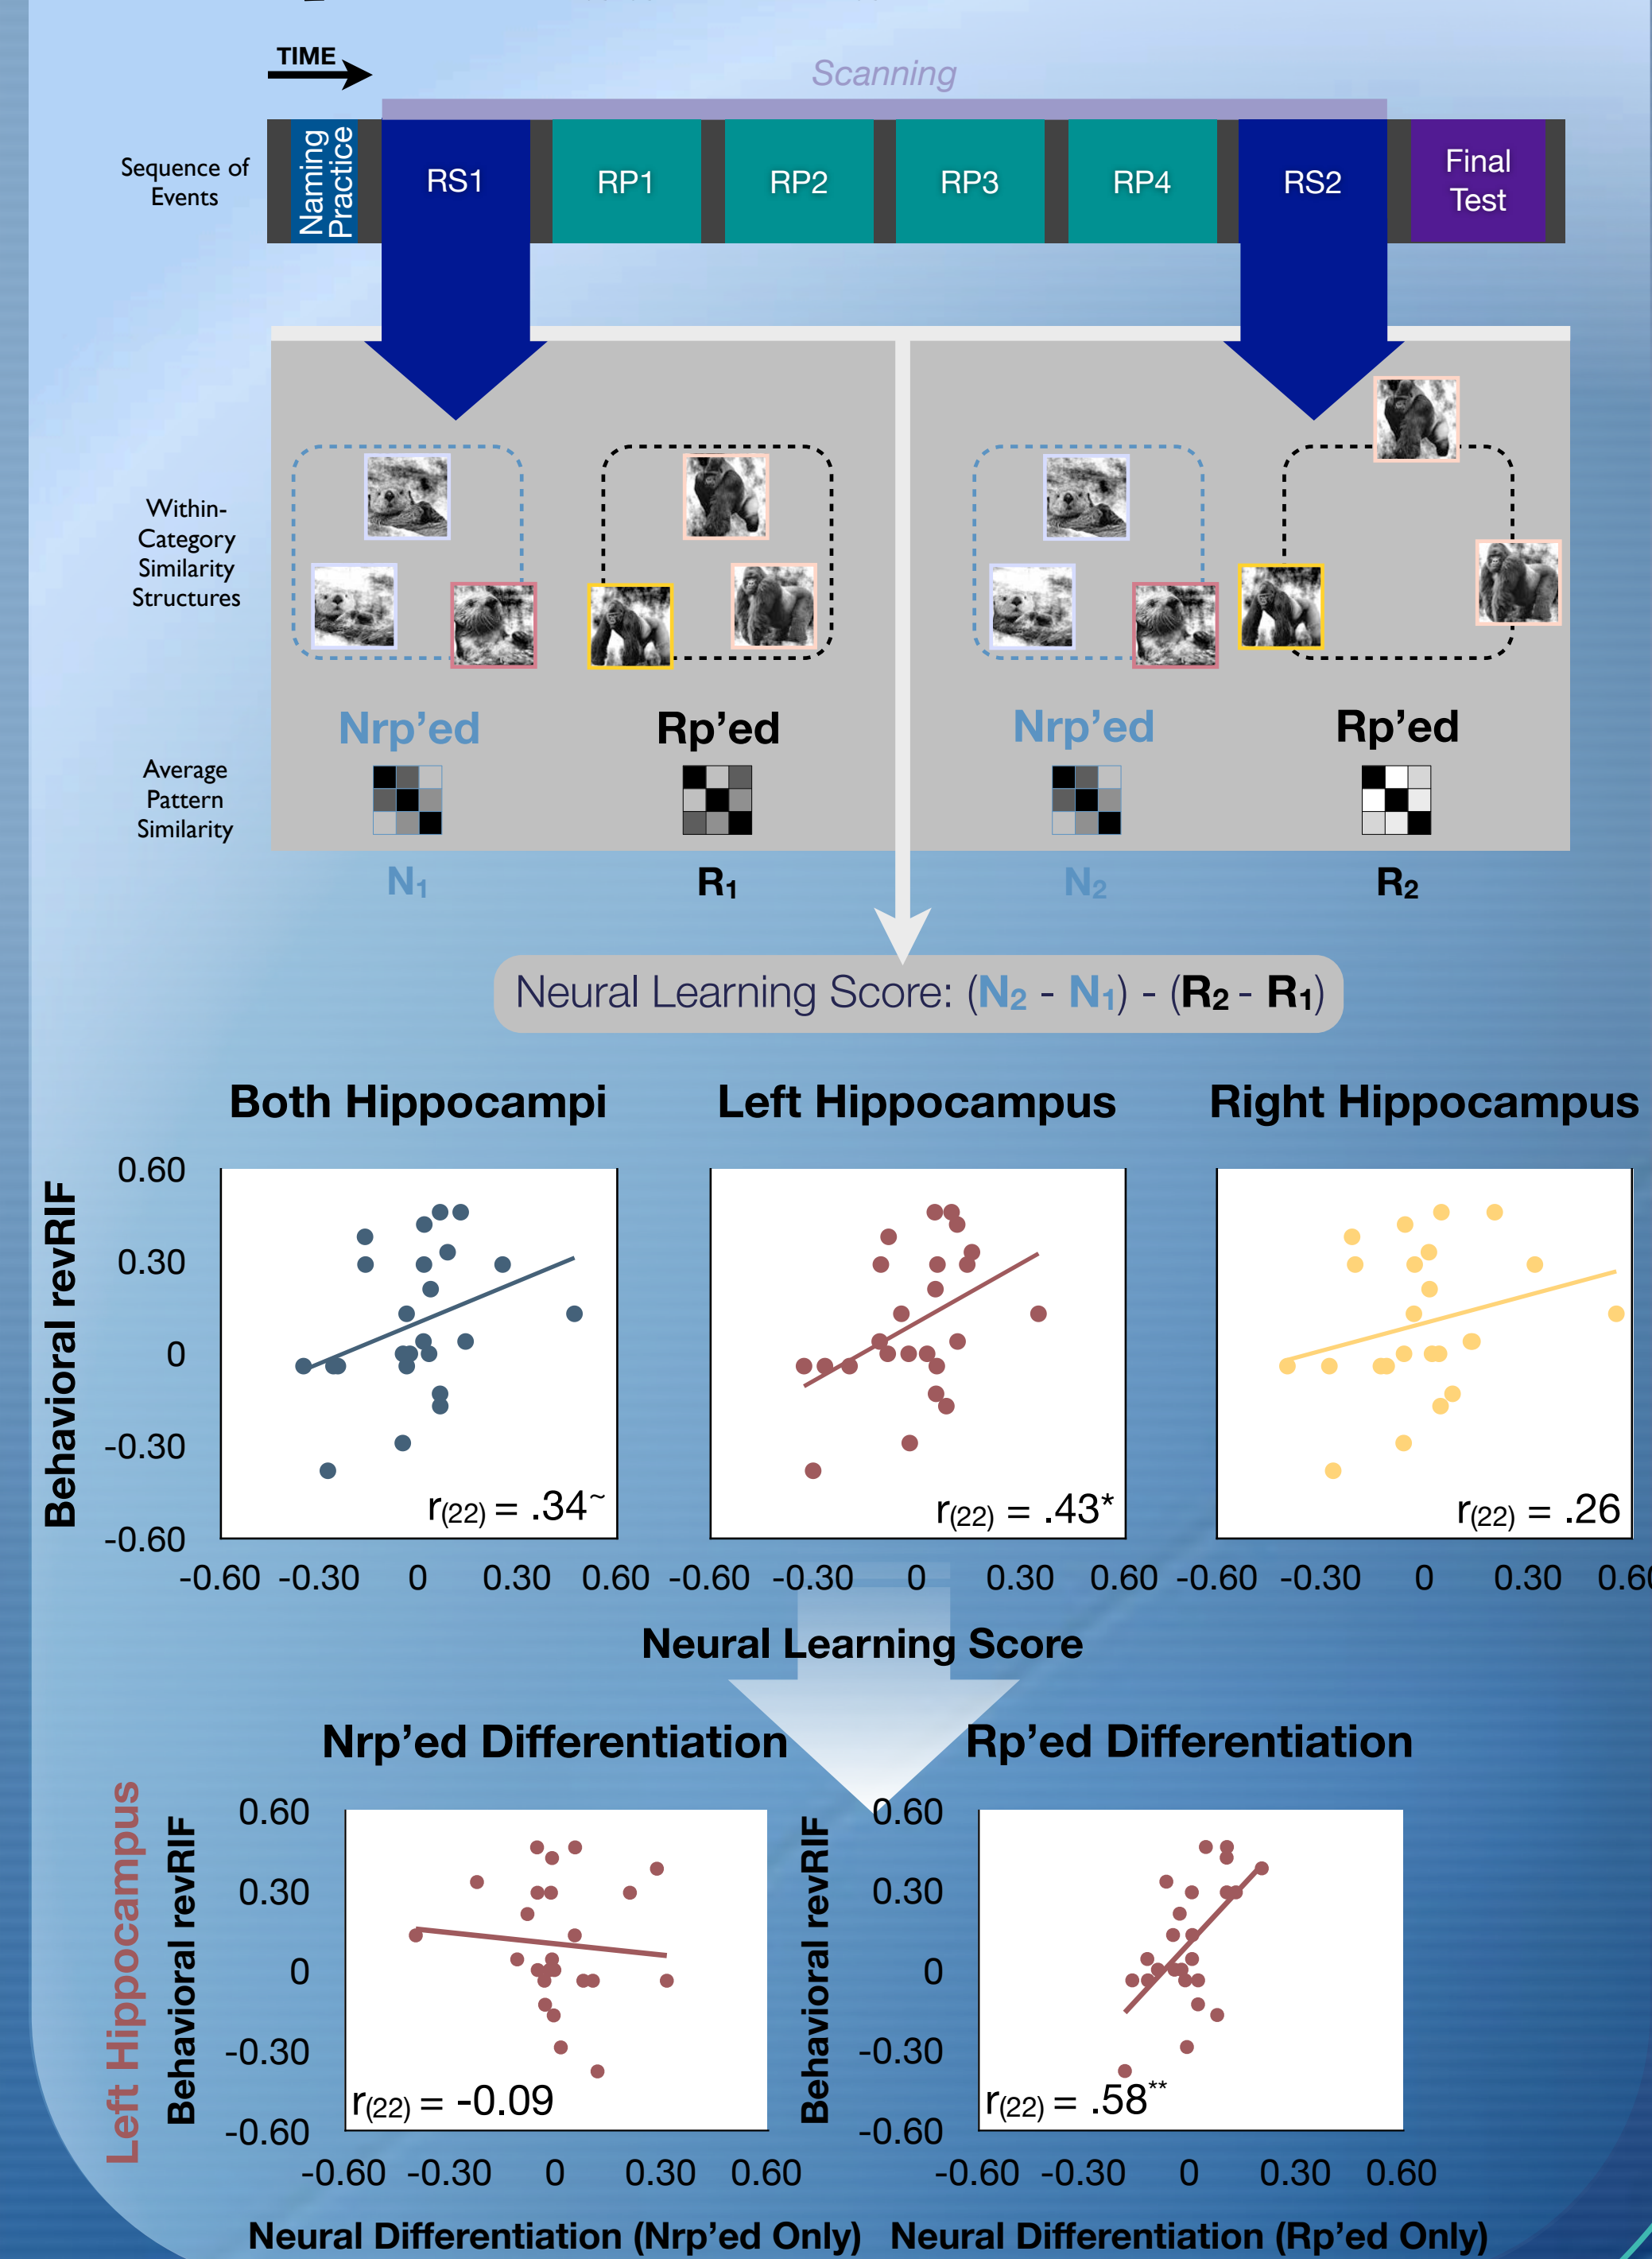 TIME
Scanning
Sequence of
Events
Naming
Practice
RS1
RP1
RP2
RP3
RP4
RS2
Final
Test
Within-
Category
Similarity
Structures
Nrp’ed
Rp’ed
Nrp’ed
Rp’ed
Average
Pattern
Similarity
N1
R1
N2
R2
Neural Learning Score: (N2 - N1) - (R2 - R1)
Both Hippocampi
Left Hippocampus
Right Hippocampus
Behavioral revRIF
0.60
0.30
0
-0.30
-0.60
r(22) = .34~
r(22) = .43*
r(22) = .26
-0.60 -0.30 0 0.30 0.60
-0.60 -0.30 0 0.30 0.60
-0.60 -0.30 0 0.30 0.60
Neural Learning Score
Nrp’ed Differentiation
Rp’ed Differentiation
Left Hippocampus
Behavioral revRIF
0.60
0.30
0
-0.30
-0.60
r(22) = -0.09
-0.60 -0.30 0 0.30 0.60
Neural Differentiation (Nrp’ed Only)
Behavioral revRIF
0.60
0.30
0
-0.30
-0.60
r(22) = .58**
-0.60 -0.30 0 0.30 0.60
Neural Differentiation (Rp’ed Only)